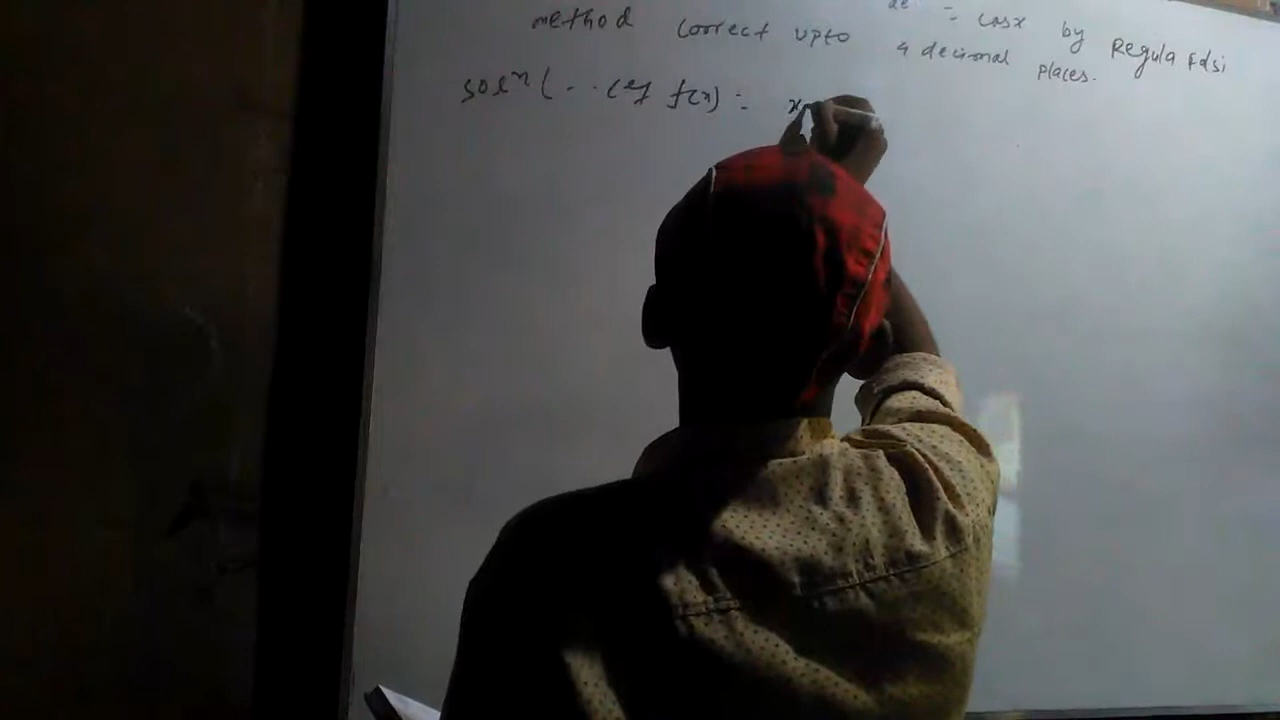 = cosx by Regula Falsi
method correct upto 4 decimal places.
Solⁿ (- - Let f(x) = x